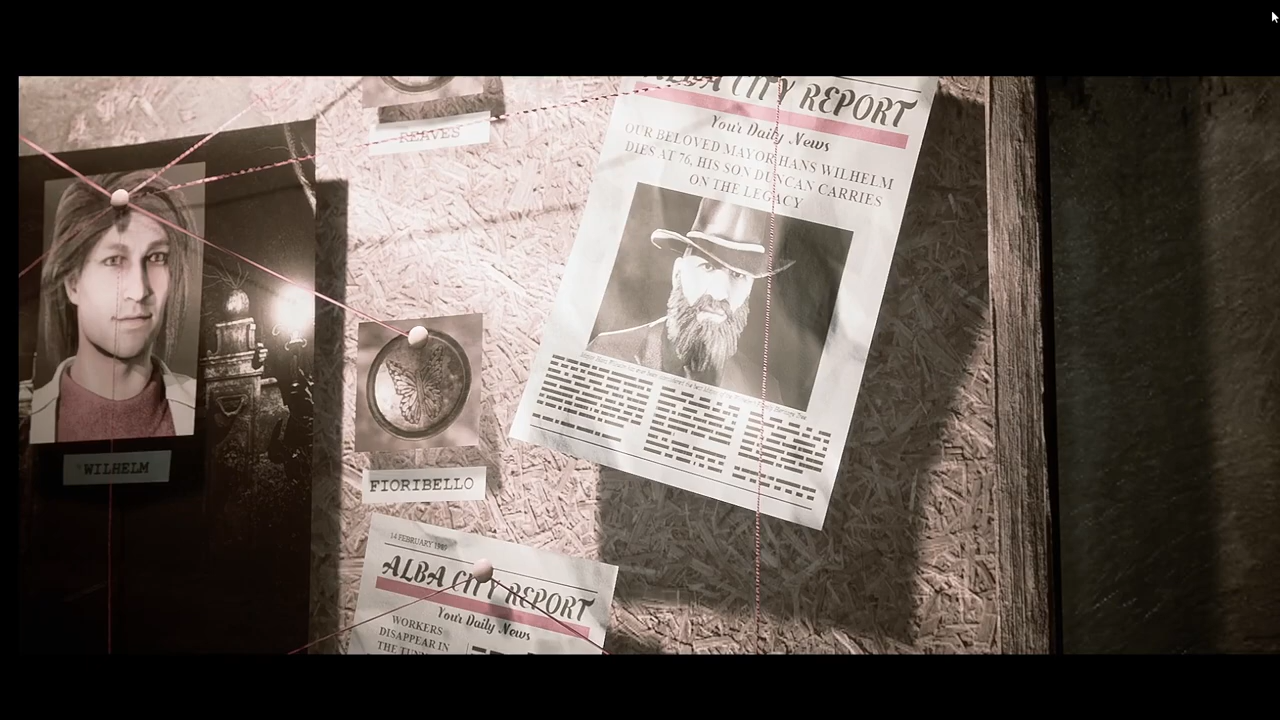 REAVES
ALBA CITY REPORT
Your Daily News
OUR BELOVED MAYOR HANS WILHELM
DIES AT 76, HIS SON DUNCAN CARRIES
ON THE LEGACY
WILHELM
FIORIBELLO
14 FEBRUARY
ALBA CITY REPORT
Your Daily News
WORKERS
DISAPPEAR IN
THE